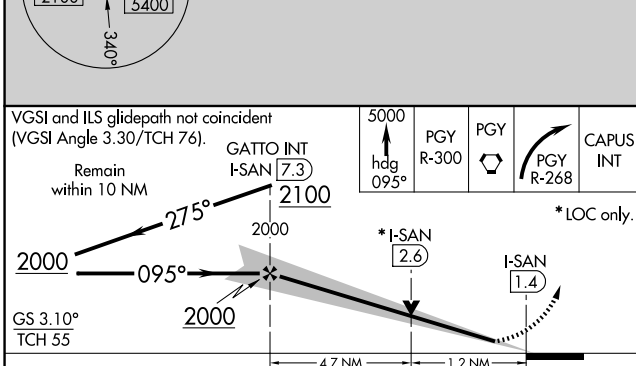 2100
5400
340°
VGSI and ILS glidepath not coincident
(VGSI Angle 3.30/TCH 76).
Remain
within 10 NM
GATTO INT
I-SAN 7.3
2100
275°
2000
2000
095°
2000
GS 3.10°
TCH 55
5000
hdg
095°
PGY
R-300
PGY
PGY
R-268
CAPUS
INT
* LOC only.
* I-SAN
2.6
I-SAN
1.4
4.7 NM
1.2 NM